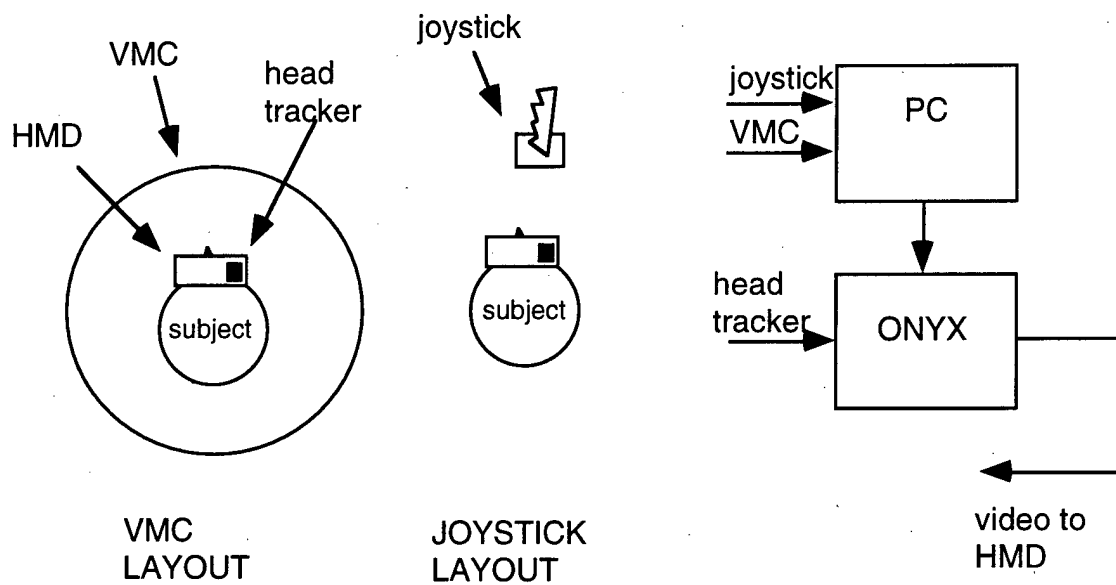 VMC
HMD
head
tracker
subject
VMC
LAYOUT
joystick
subject
JOYSTICK
LAYOUT
joystick
VMC
PC
head
tracker
ONYX
video to
HMD